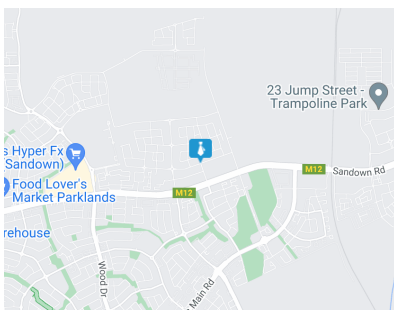 23 Jump Street -
Trampoline Park
s Hyper Fx
(Sandown)
M12
Sandown Rd
Food Lover's
Market Parklands
M12
rehouse
Wood Dr
Main Rd